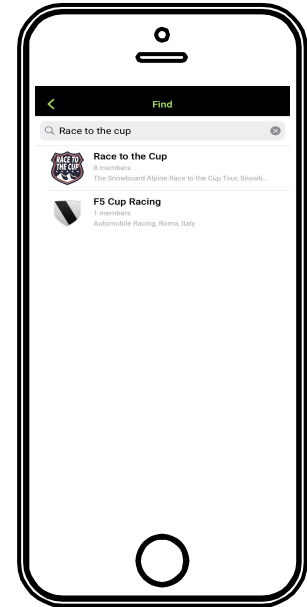 Find
Race to the cup
RACE TO
THE CUP
Race to the Cup
8 members
The Snowboard Alpine Race to the Cup Tour, Snowb...
F5 Cup Racing
1 members
Automobile Racing, Roma, Italy